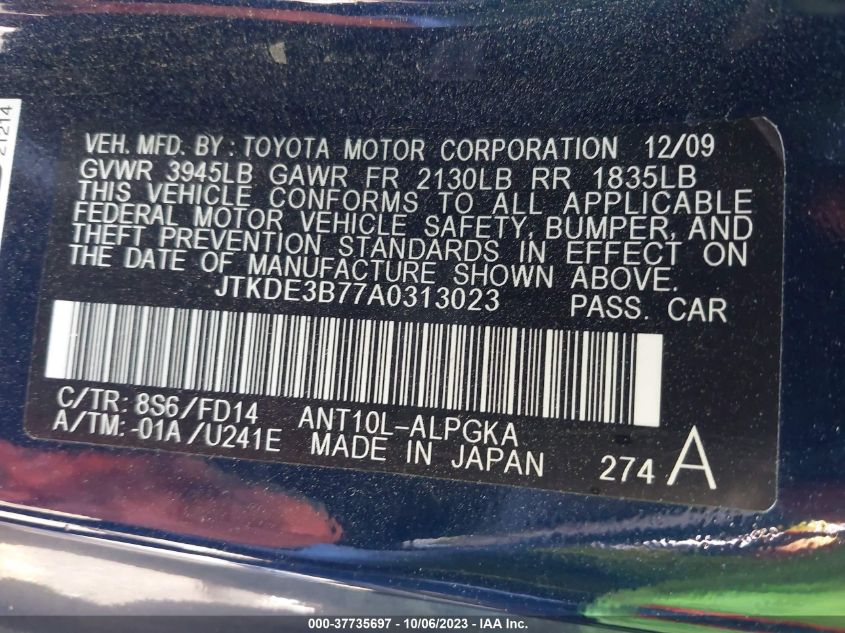 21214
VEH. MFD. BY : TOYOTA MOTOR CORPORATION 12/09
GVWR 3945LB GAWR FR 2130LB RR 1835LB
THIS VEHICLE CONFORMS TO ALL APPLICABLE
FEDERAL MOTOR VEHICLE SAFETY, BUMPER, AND
THEFT PREVENTION STANDARDS IN EFFECT ON
THE DATE OF MANUFACTURE SHOWN ABOVE.
JTKDE3B77A0313023 PASS. CAR
C/TR: 8S6/FD14 ANT10L-ALPGKA
A/TM: -01A/U241E MADE IN JAPAN 274 A
000-37735697 - 10/06/2023 - IAAI.com